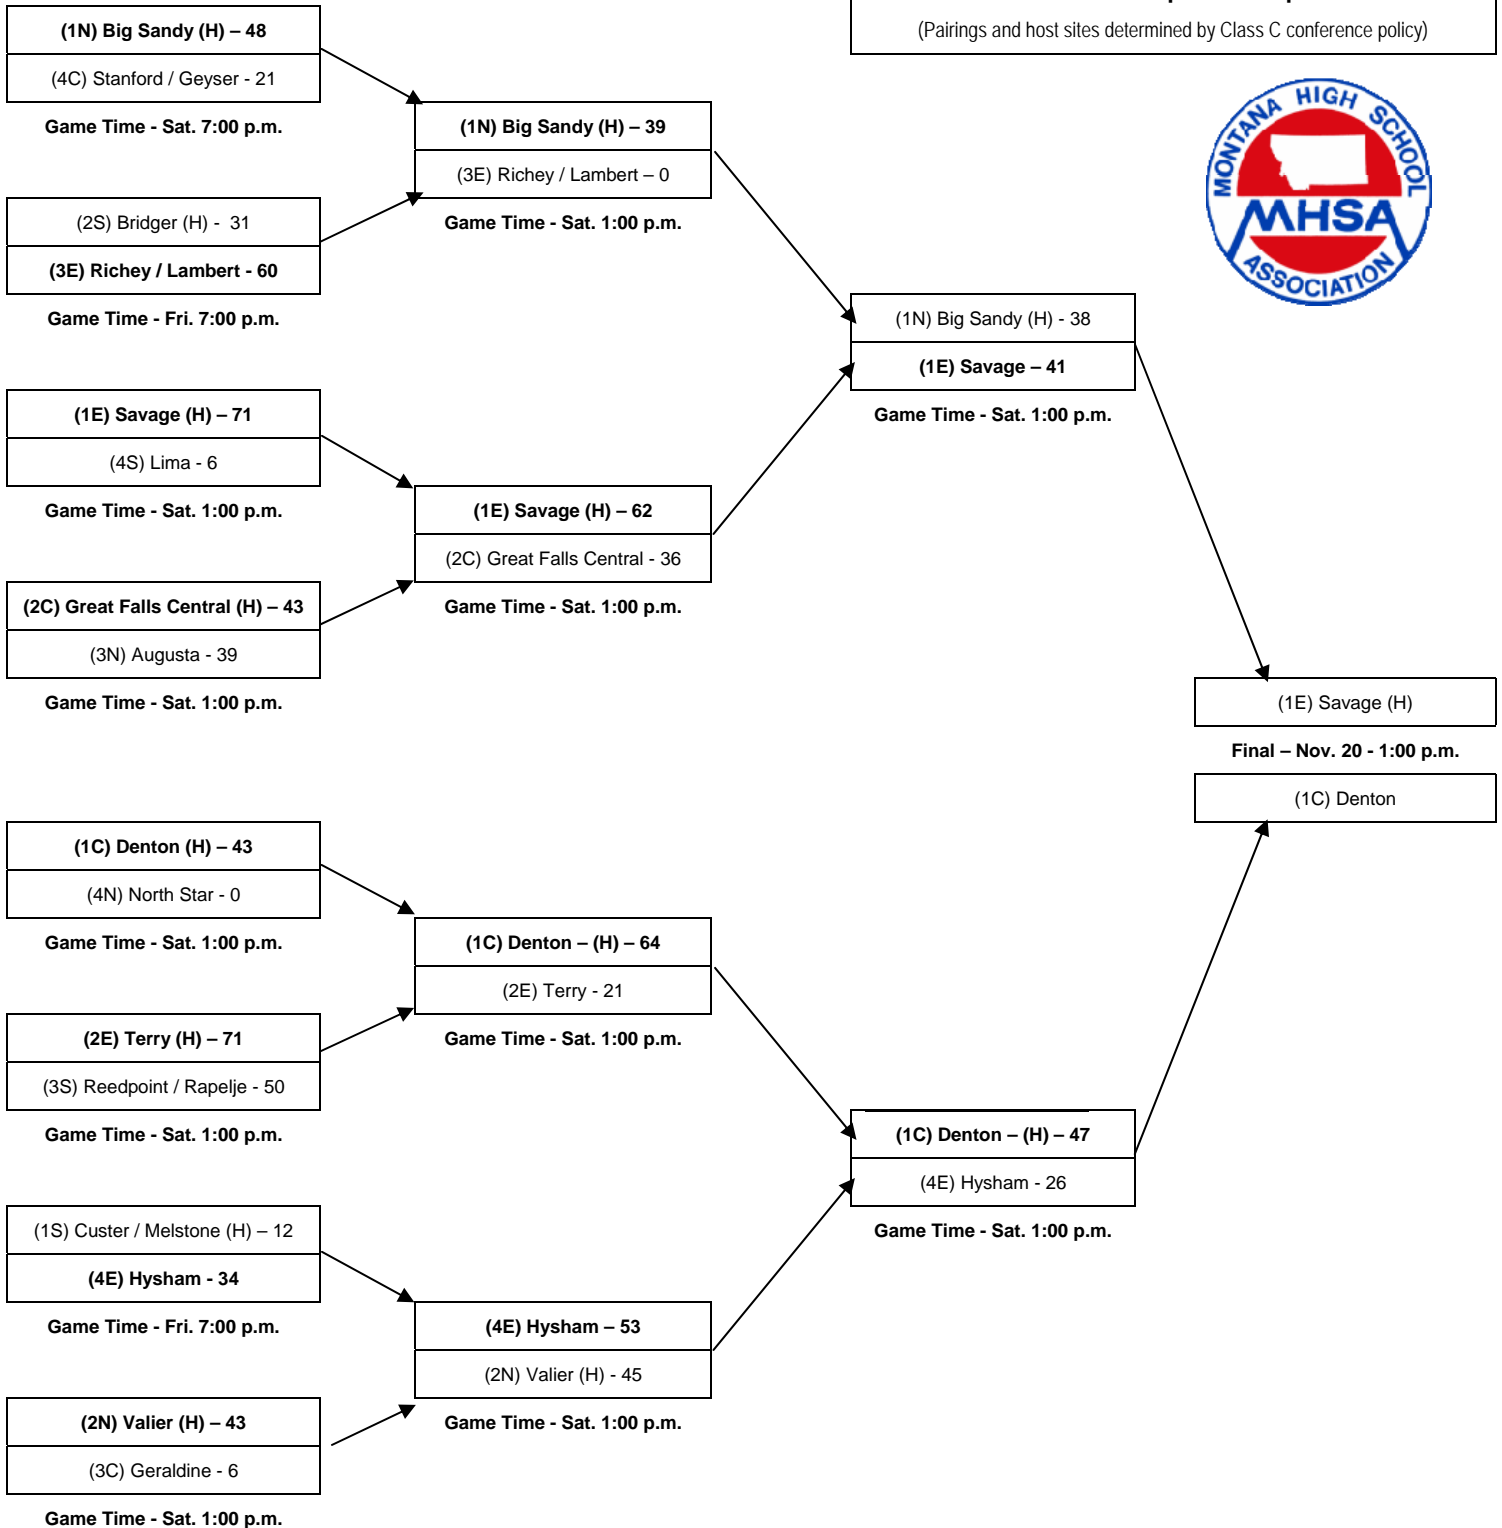 (Pairings and host sites determined by Class C conference policy)
MONTANA HIGH SCHOOL
MHSA
ASSOCIATION
(1N) Big Sandy (H) – 48
(4C) Stanford / Geyser - 21
Game Time - Sat. 7:00 p.m.
(2S) Bridger (H) - 31
(3E) Richey / Lambert - 60
Game Time - Fri. 7:00 p.m.
(1E) Savage (H) – 71
(4S) Lima - 6
Game Time - Sat. 1:00 p.m.
(2C) Great Falls Central (H) – 43
(3N) Augusta - 39
Game Time - Sat. 1:00 p.m.
(1C) Denton (H) – 43
(4N) North Star - 0
Game Time - Sat. 1:00 p.m.
(2E) Terry (H) – 71
(3S) Reedpoint / Rapelje - 50
Game Time - Sat. 1:00 p.m.
(1S) Custer / Melstone (H) – 12
(4E) Hysham - 34
Game Time - Fri. 7:00 p.m.
(2N) Valier (H) – 43
(3C) Geraldine - 6
Game Time - Sat. 1:00 p.m.
(1N) Big Sandy (H) – 39
(3E) Richey / Lambert – 0
Game Time - Sat. 1:00 p.m.
(1E) Savage (H) – 62
(2C) Great Falls Central - 36
Game Time - Sat. 1:00 p.m.
(1C) Denton – (H) – 64
(2E) Terry - 21
Game Time - Sat. 1:00 p.m.
(4E) Hysham – 53
(2N) Valier (H) - 45
Game Time - Sat. 1:00 p.m.
(1N) Big Sandy (H) - 38
(1E) Savage – 41
Game Time - Sat. 1:00 p.m.
(1C) Denton – (H) – 47
(4E) Hysham - 26
Game Time - Sat. 1:00 p.m.
(1E) Savage (H)
Final – Nov. 20 - 1:00 p.m.
(1C) Denton